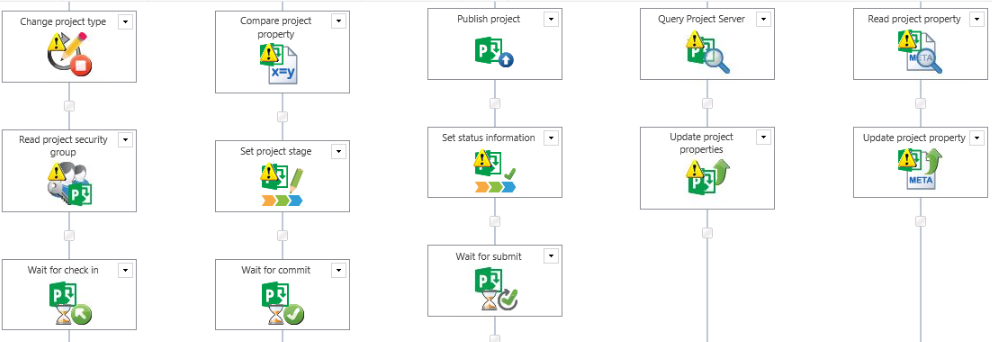 Change project type
Compare project
property
Publish project
Query Project Server
Read project property
x=y
META
Read project security
group
Set project stage
Set status information
Update project
properties
Update project property
META
Wait for check in
Wait for commit
Wait for submit